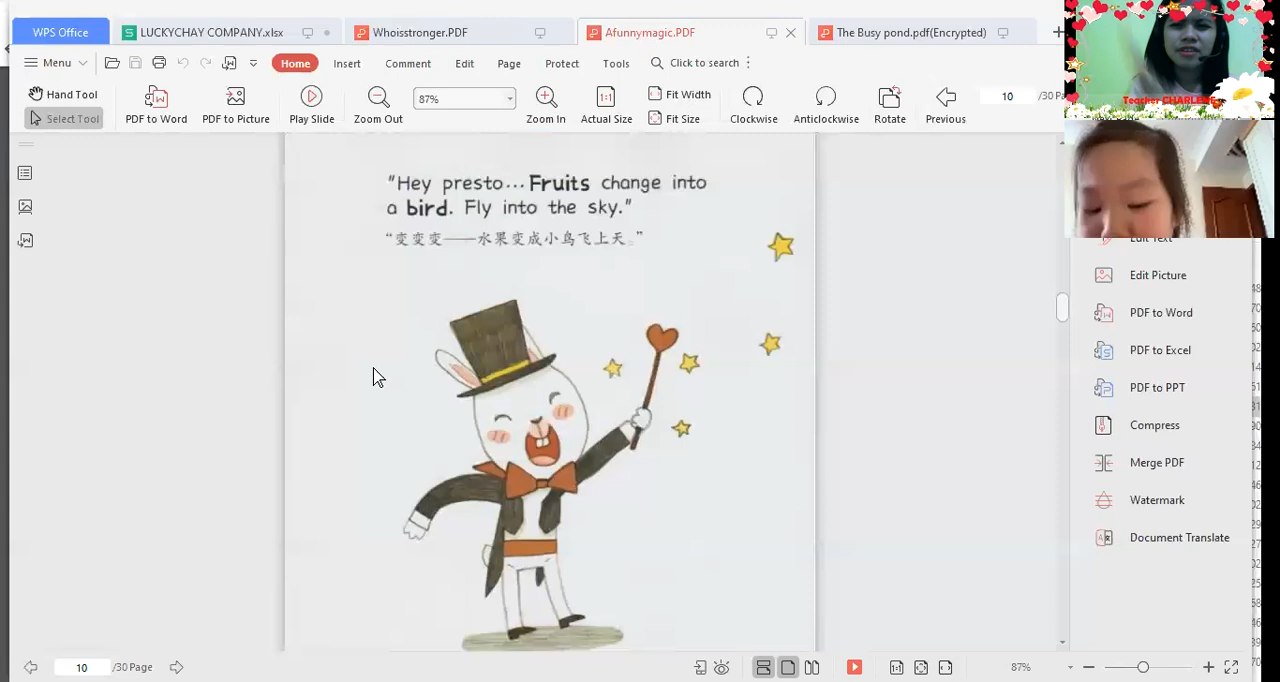 WPS Office
LUCKYCHAY COMPANY.xlsx
Whoisstronger.PDF
Afunnymagic.PDF
The Busy pond.pdf(Encrypted)
Menu
Home
Insert
Comment
Edit
Page
Protect
Tools
Click to search
Hand Tool
Select Tool
PDF to Word
PDF to Picture
Play Slide
Zoom Out
87%
Zoom In
Actual Size
Fit Width
Fit Size
Clockwise
Anticlockwise
Rotate
Previous
10
Teacher CHARLENE
"Hey presto... Fruits change into
a bird. Fly into the sky."
“变变变——水果变成小鸟飞上天。”
Edit Text
Edit Picture
PDF to Word
PDF to Excel
PDF to PPT
Compress
Merge PDF
Watermark
Document Translate
10 /30 Page
87%